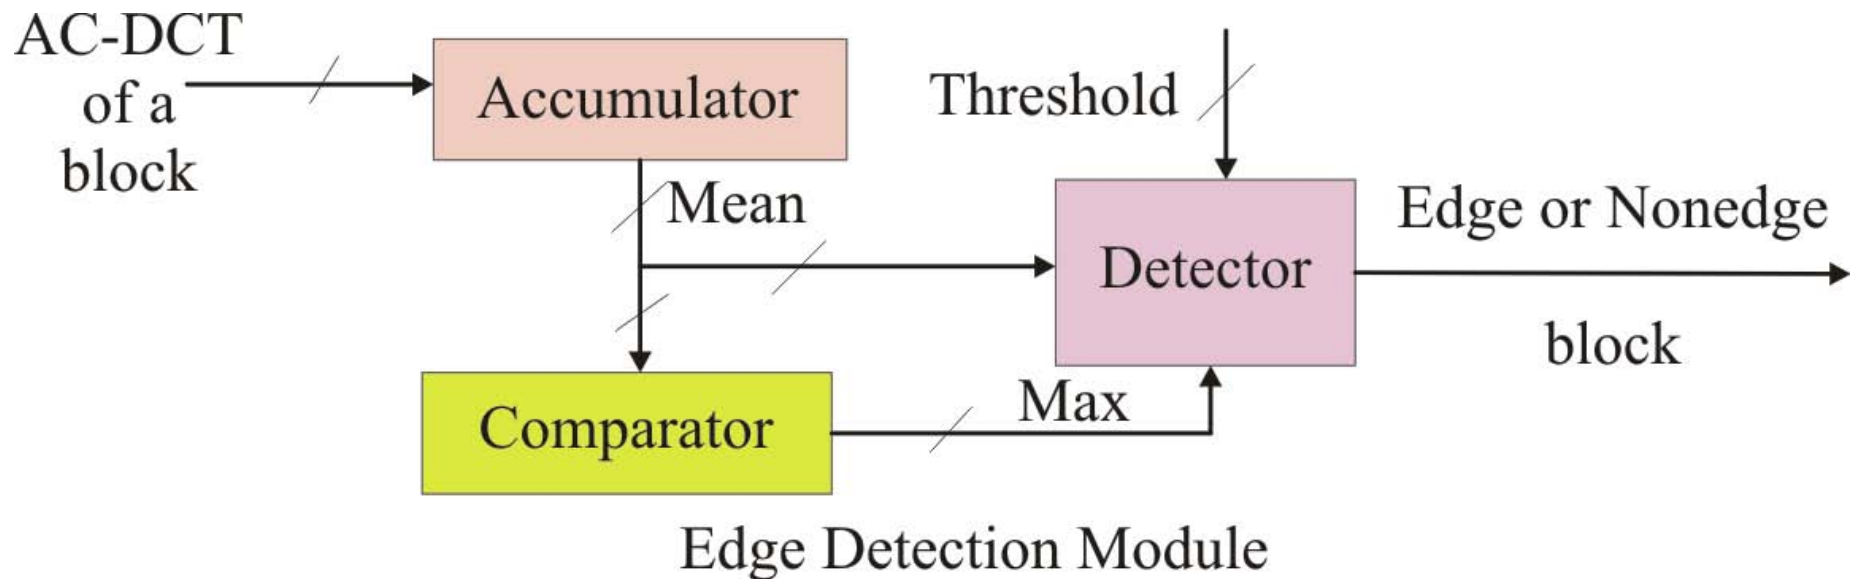 AC-DCT
of a
block
Accumulator
Threshold
Mean
Detector
Edge or Nonedge
block
Comparator
Max
Edge Detection Module